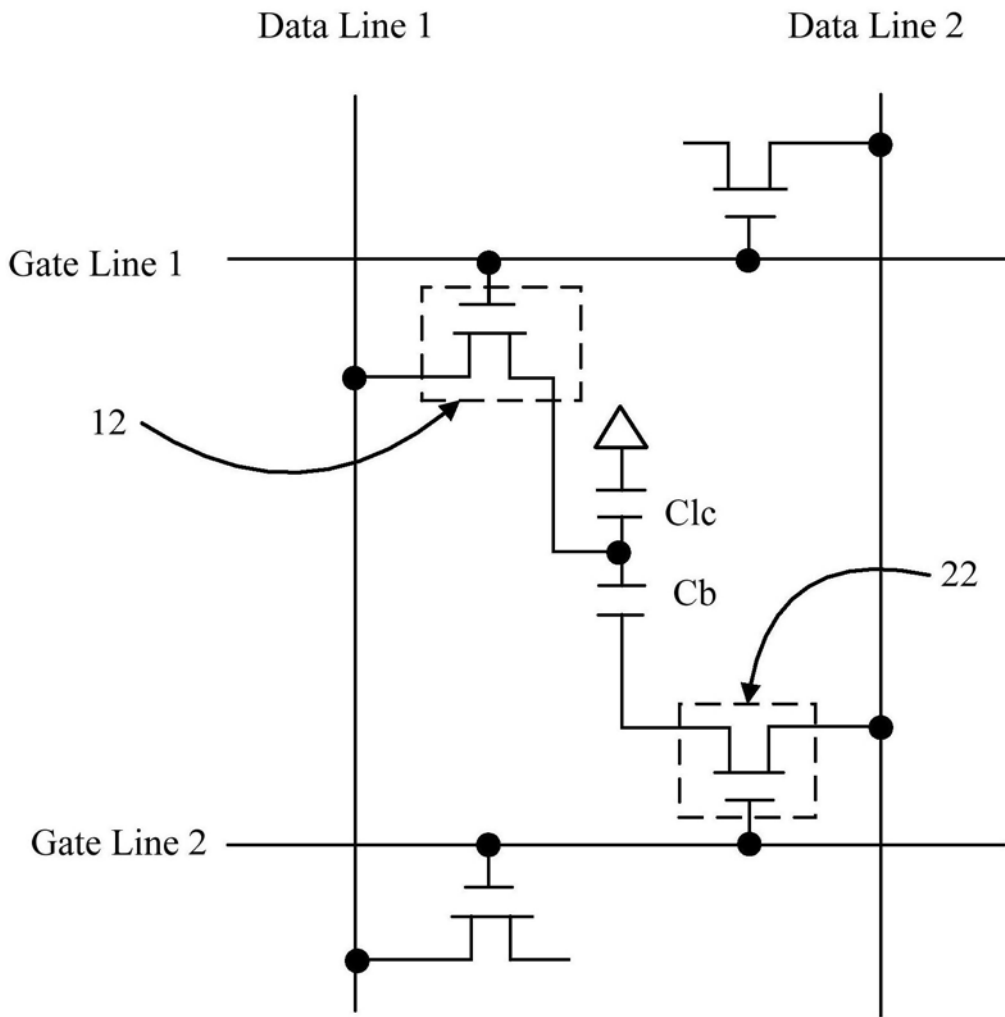 Data Line 1
Data Line 2
Gate Line 1
12
Clc
Cb
22
Gate Line 2